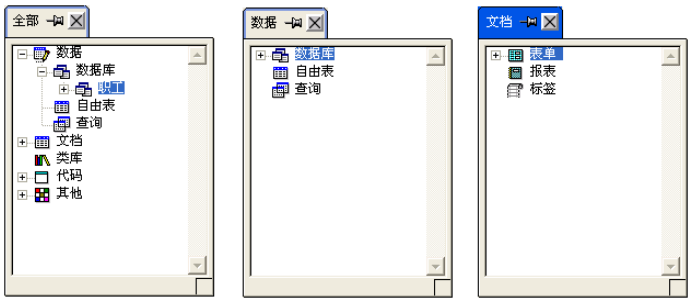 全部
数据
数据库
职工
自由表
查询
文档
类库
代码
其他
数据
数据库
自由表
查询
文档
表单
报表
标签